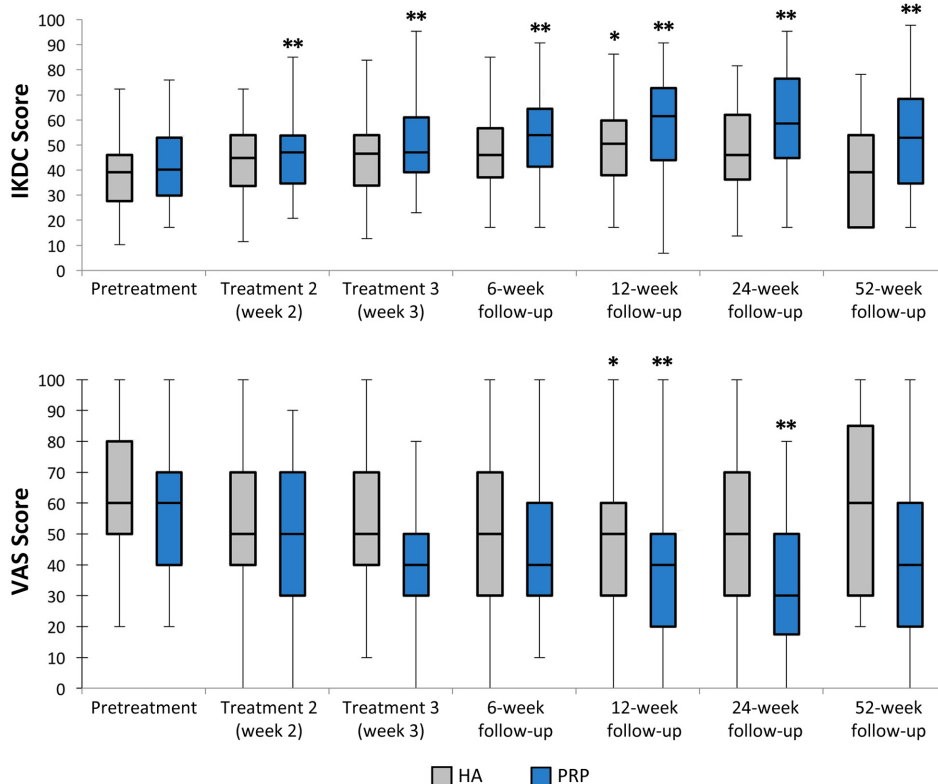 IKDC Score
100
90
80
70
60
50
40
30
20
10
0
** ** ** * ** ** **
Pretreatment Treatment 2 Treatment 3 6-week 12-week 24-week 52-week
(week 2) (week 3) follow-up follow-up follow-up follow-up
VAS Score
100
90
80
70
60
50
40
30
20
10
0
* ** **
Pretreatment Treatment 2 Treatment 3 6-week 12-week 24-week 52-week
(week 2) (week 3) follow-up follow-up follow-up follow-up
HA PRP